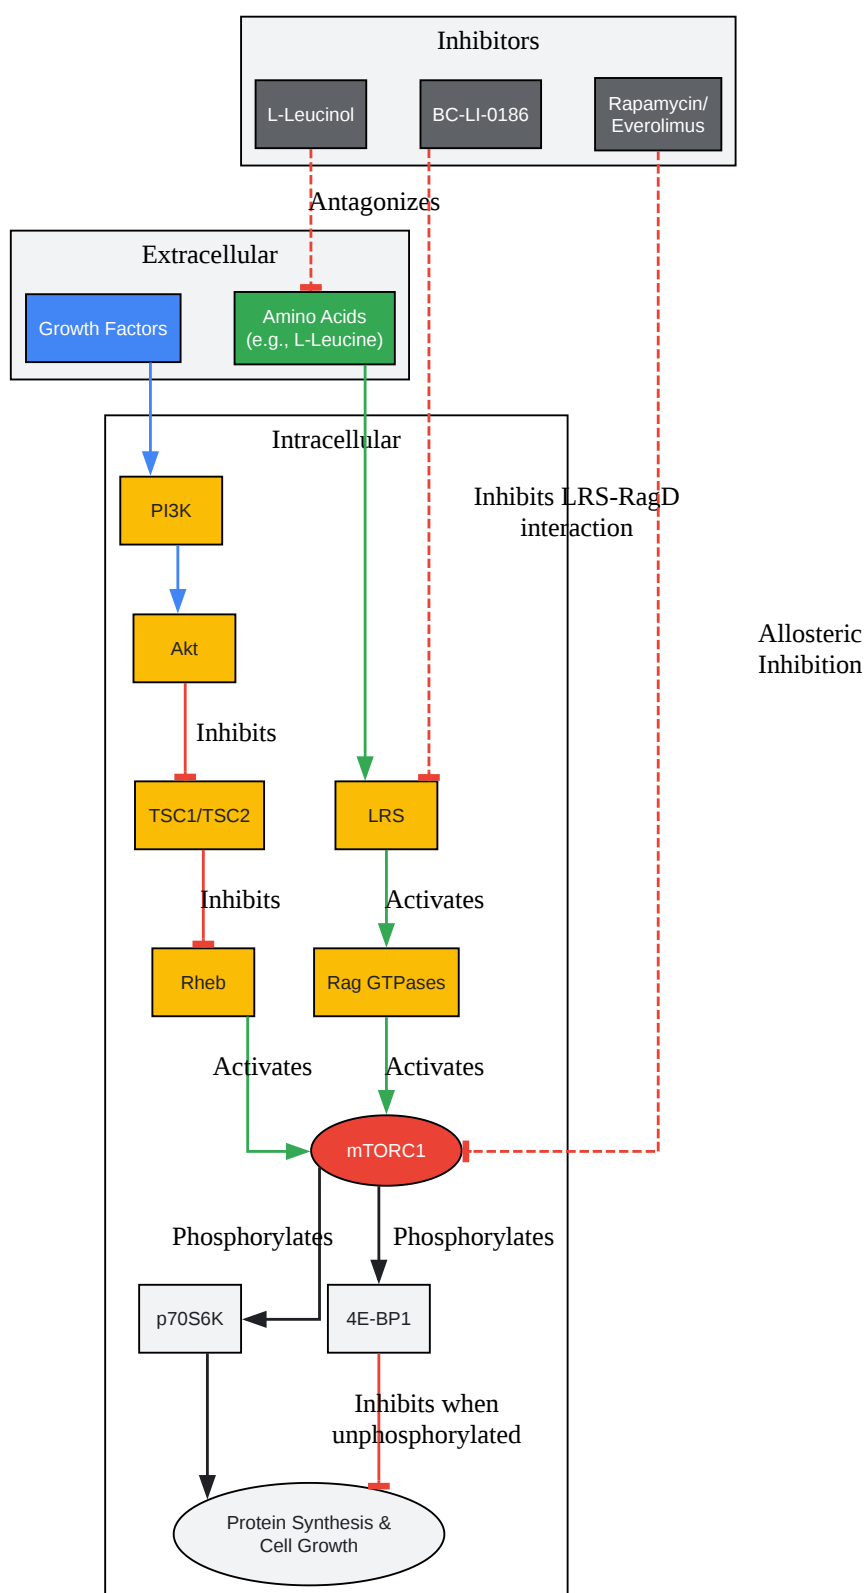 Inhibitors
L-Leucinol
BC-LI-0186
Rapamycin/
Everolimus
Antagonizes
Extracellular
Growth Factors
Amino Acids
(e.g., L-Leucine)
Intracellular
PI3K
Inhibits LRS-RagD
interaction
Allosteric
Inhibition
Akt
Inhibits
TSC1/TSC2
LRS
Inhibits
Activates
Rheb
Rag GTPases
Activates
Activates
mTORC1
Phosphorylates
Phosphorylates
p70S6K
4E-BP1
Inhibits when
unphosphorylated
Protein Synthesis &
Cell Growth